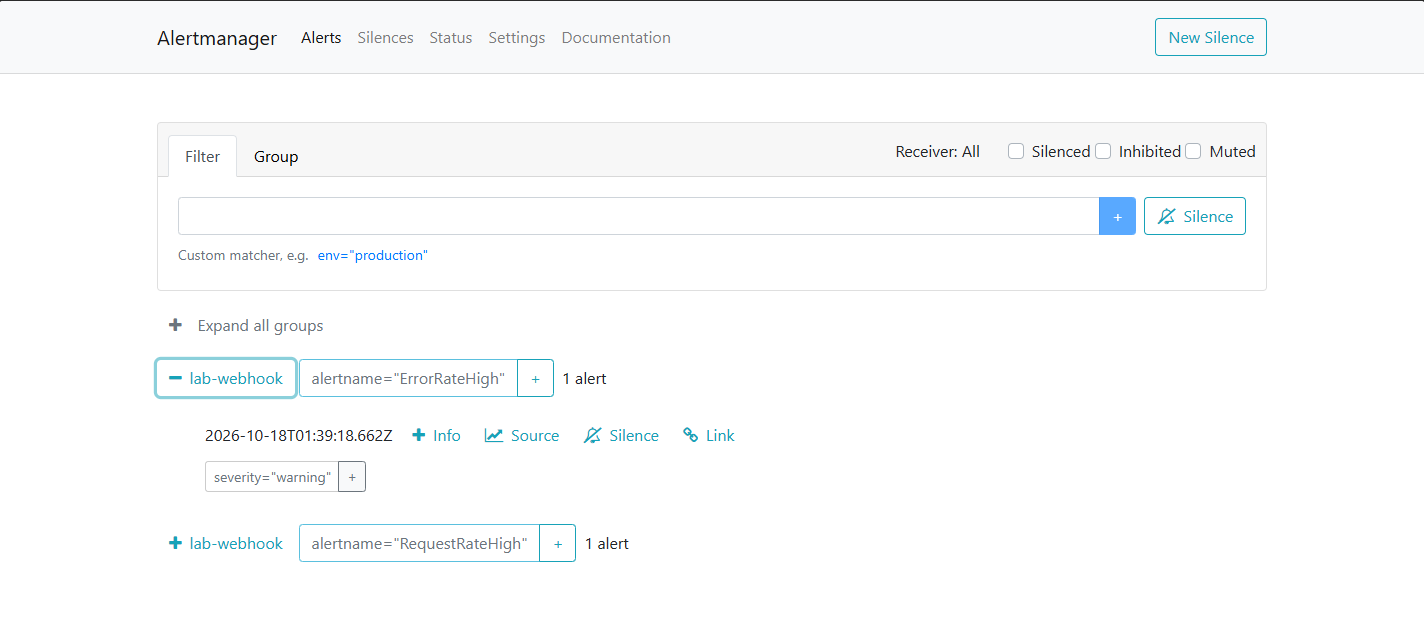 Alertmanager Alerts Silences Status Settings Documentation New Silence
Filter Group Receiver: All Silenced Inhibited Muted
+ Silence
Custom matcher, e.g. env="production"
+ Expand all groups
− lab-webhook alertname="ErrorRateHigh" + 1 alert
2026-10-18T01:39:18.662Z + Info Source Silence Link
severity="warning" +
+ lab-webhook alertname="RequestRateHigh" + 1 alert